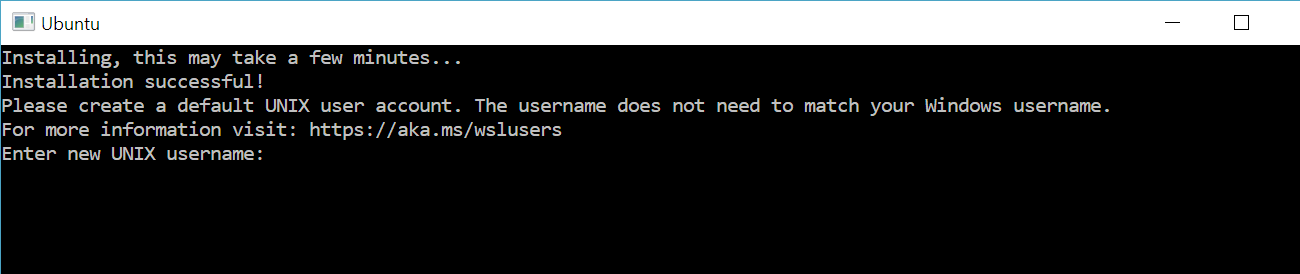 Ubuntu
Installing, this may take a few minutes...
Installation successful!
Please create a default UNIX user account. The username does not need to match your Windows username.
For more information visit: https://aka.ms/wslusers
Enter new UNIX username: